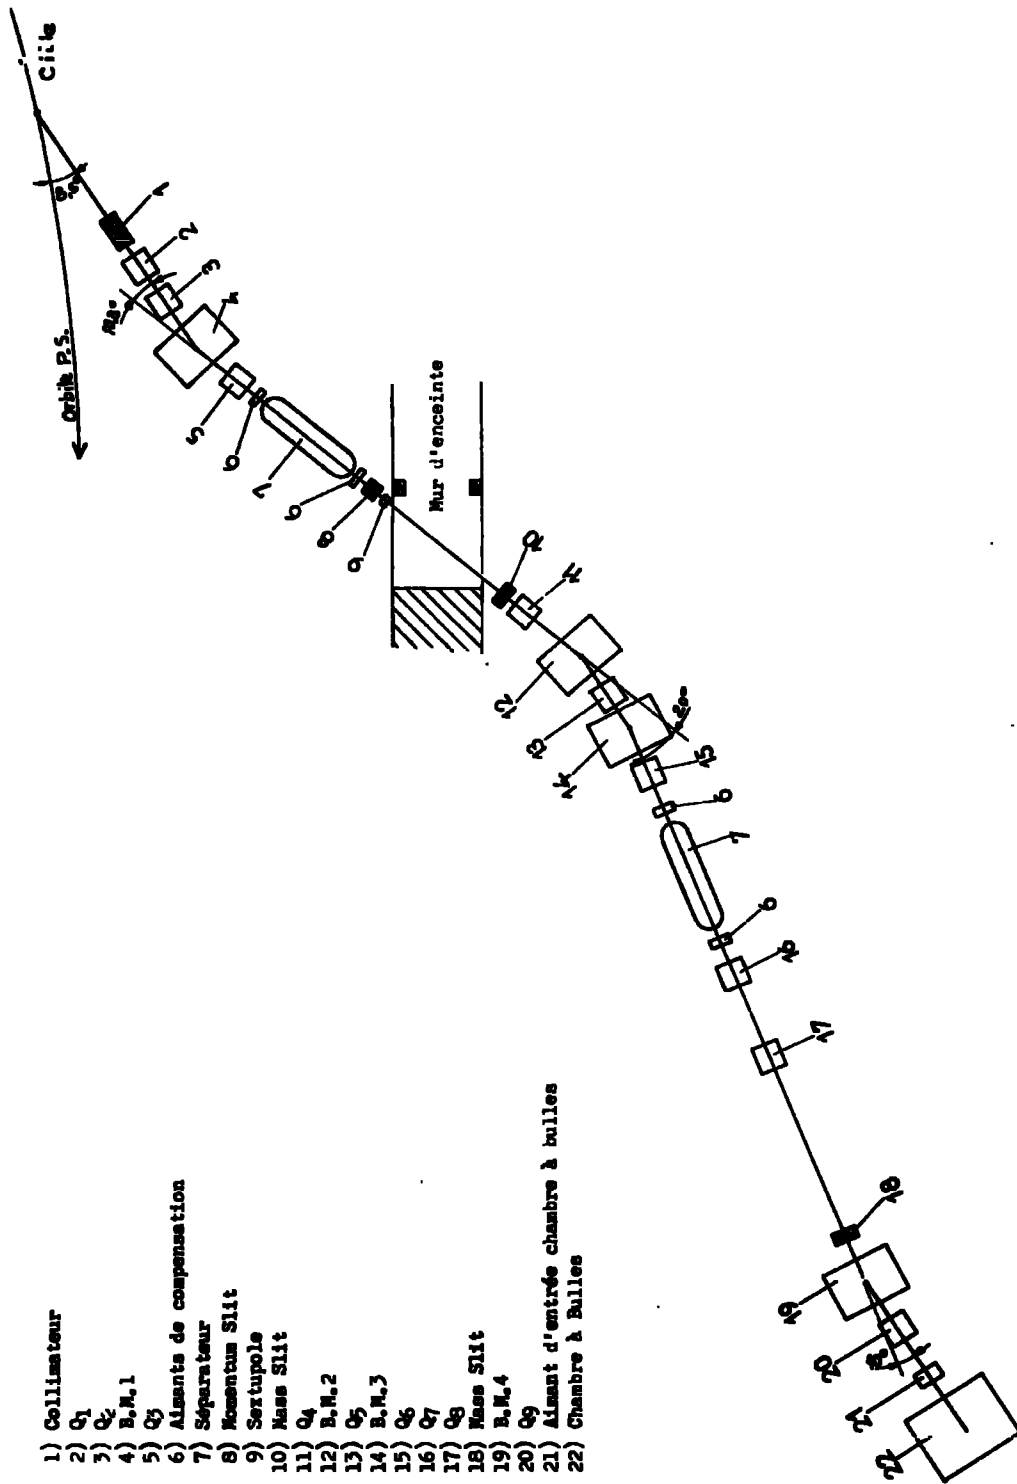 Cible
Orbite P.S.
1
2
3
4
5
6
7
6
8
9
Mur d'enceinte
10
11
12
13
14
15
6
7
6
16
17
18
19
20
21
22
1) Collimateur
2) Q1
3) Q2
4) B.M.1
5) Q3
6) Aimants de compensation
7) Séparateur
8) Momentum Slit
9) Sextupole
10) Mass Slit
11) Q4
12) B.M.2
13) Q5
14) B.M.3
15) Q6
16) Q7
17) Q8
18) Mass Slit
19) B.M.4
20) Q9
21) Aimant d'entrée chambre à bulles
22) Chambre à Bulles